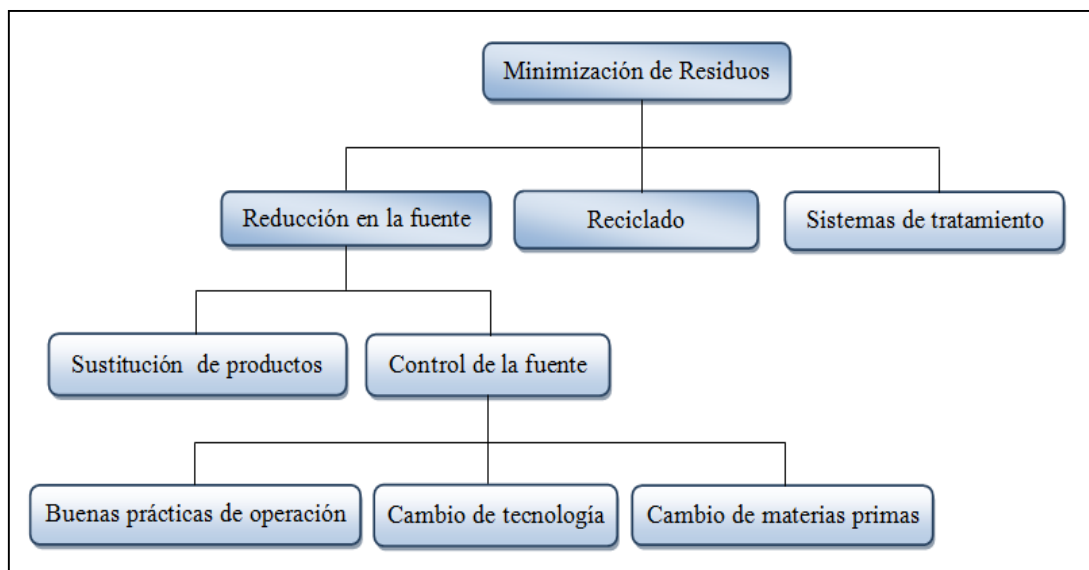 Minimización de Residuos
Reducción en la fuente
Reciclado
Sistemas de tratamiento
Sustitución de productos
Control de la fuente
Buenas prácticas de operación
Cambio de tecnología
Cambio de materias primas